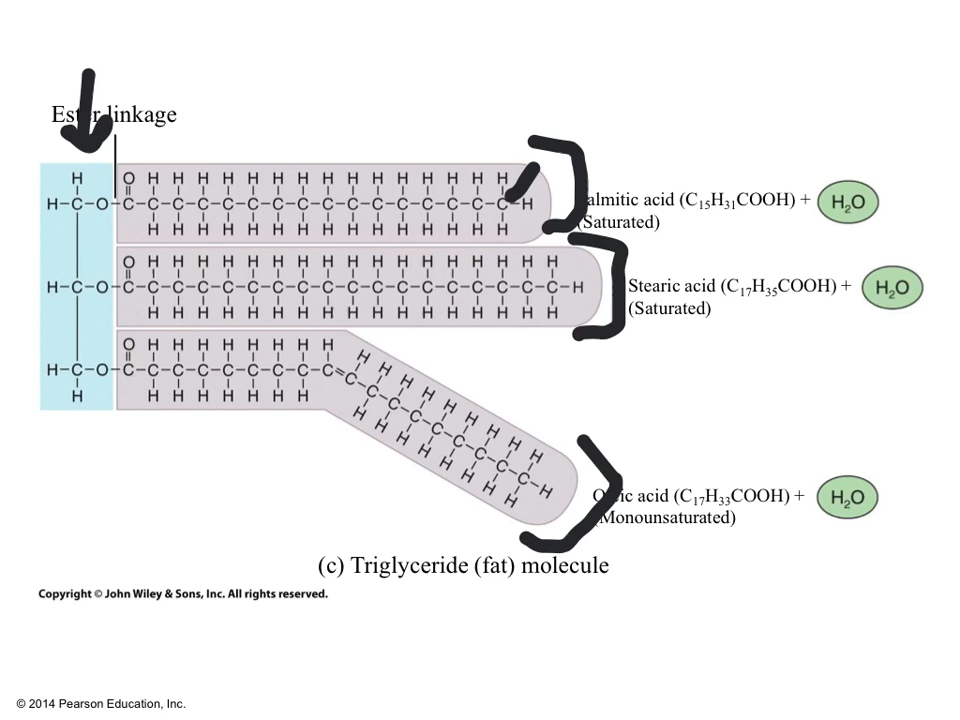 Ester linkage
H O H H H H H H H H H H H H H H H
H-C-O-C-C-C-C-C-C-C-C-C-C-C-C-C-C-C-C-H
H H H H H H H H H H H H H H H
almitic acid (C₁₅H₃₁COOH) + H₂O
(Saturated)
O H H H H H H H H H H H H H H H H H
H-C-O-C-C-C-C-C-C-C-C-C-C-C-C-C-C-C-C-C-C-H
H H H H H H H H H H H H H H H H H
Stearic acid (C₁₇H₃₅COOH) + H₂O
(Saturated)
O H H H H H H H H
H-C-O-C-C-C-C-C-C-C-C-C=C-C-C-C-C-C-C-C-C-H
H H H H H H H H
H H H H H H H H H
H H H H H H H H
acid (C₁₇H₃₃COOH) + H₂O
(Monounsaturated)
(c) Triglyceride (fat) molecule
Copyright © John Wiley & Sons, Inc. All rights reserved.
© 2014 Pearson Education, Inc.